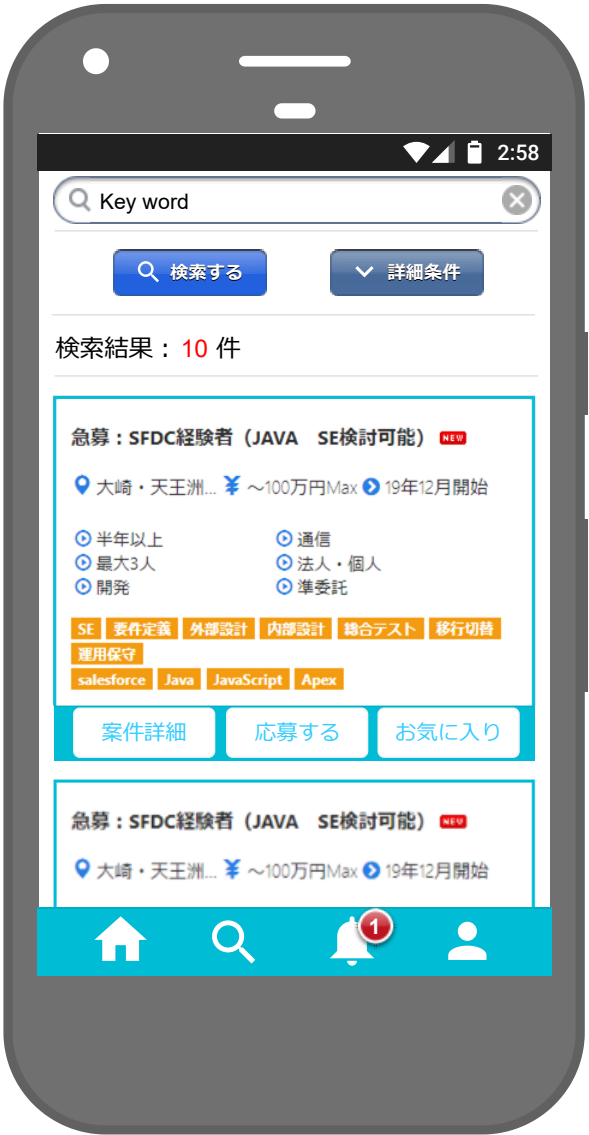 2:58
Key word
検索する 詳細条件
検索結果： 10 件
急募：SFDC経験者（JAVA　SE検討可能） NEW
大崎・天王洲... ￥ ～100万円Max 19年12月開始
半年以上 通信
最大3人 法人・個人
開発 準委託
SE 要件定義 外部設計 内部設計 総合テスト 移行切替
運用保守
salesforce Java JavaScript Apex
案件詳細 応募する お気に入り
急募：SFDC経験者（JAVA　SE検討可能） NEW
大崎・天王洲... ￥ ～100万円Max 19年12月開始
1